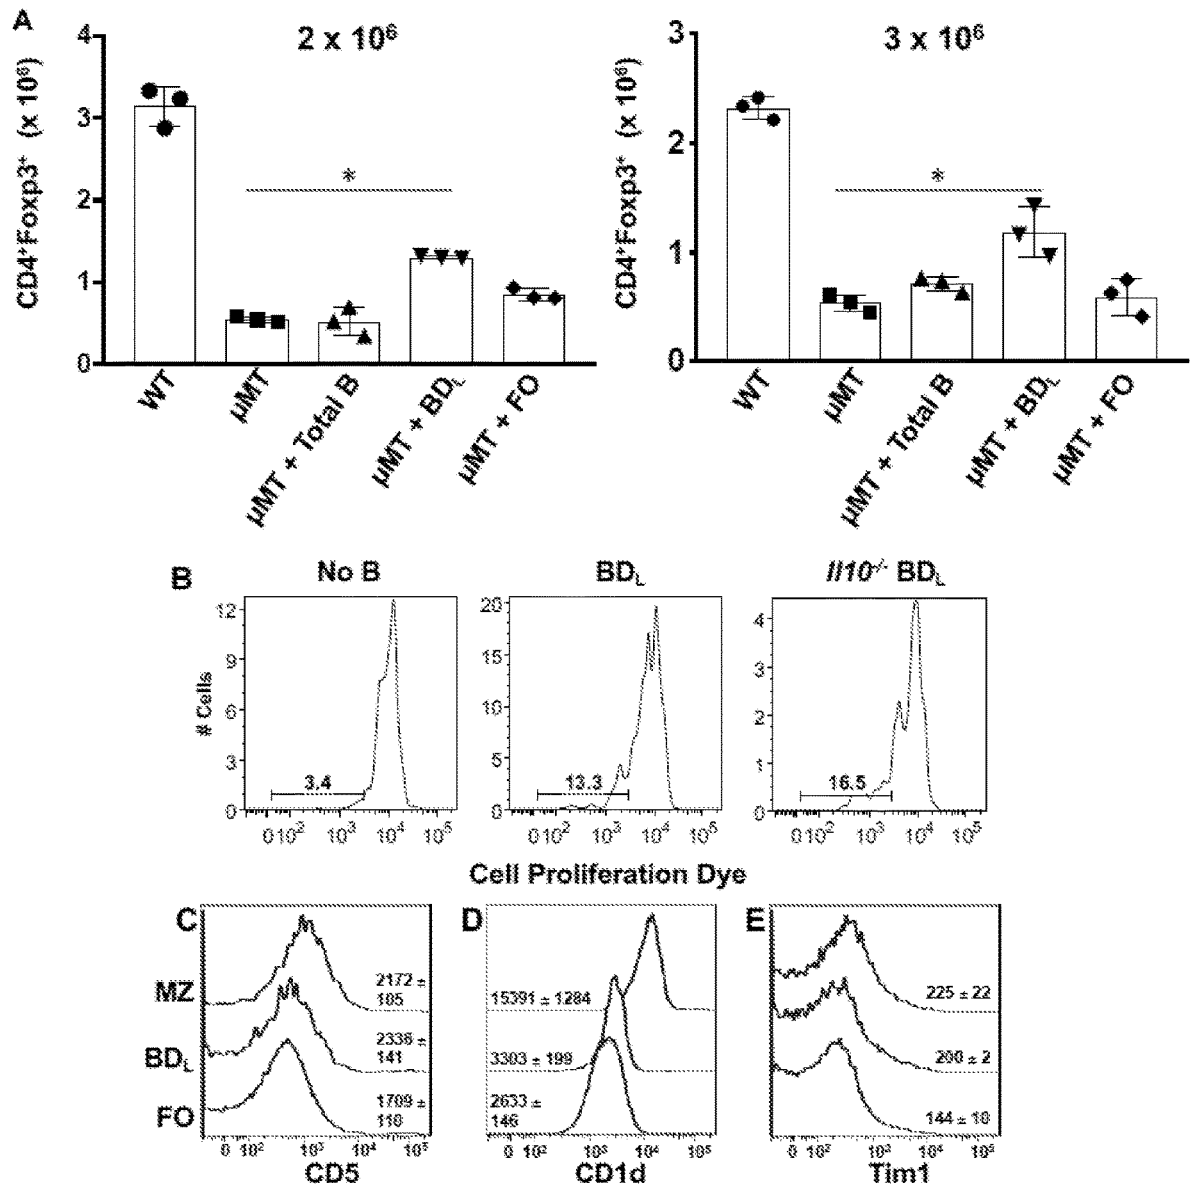 A
2 x 10⁶
3 x 10⁶
CD4⁺Foxp3⁺ (x 10⁶)
4
3
2
1
0
*
WT
µMT
µMT + Total B
µMT + BD_L
µMT + FO
CD4⁺Foxp3⁺ (x 10⁶)
3
2
1
0
*
WT
µMT
µMT + Total B
µMT + BD_L
µMT + FO
B
No B
BD_L
Il10⁻/⁻ BD_L
# Cells
12
9
6
3
0
3.4
0 10² 10³ 10⁴ 10⁵
20
15
10
5
0
13.3
0 10² 10³ 10⁴ 10⁵
4
3
2
1
0
16.5
0 10² 10³ 10⁴ 10⁵
Cell Proliferation Dye
C
D
E
MZ
BD_L
FO
2172 ±
105
2336 ±
141
1709 ±
110
0 10² 10³ 10⁴ 10⁵
CD5
15391 ± 1284
3303 ± 199
2633 ±
146
0 10² 10³ 10⁴ 10⁵
CD1d
225 ± 22
200 ± 2
144 ± 10
0 10² 10³ 10⁴ 10⁵
Tim1